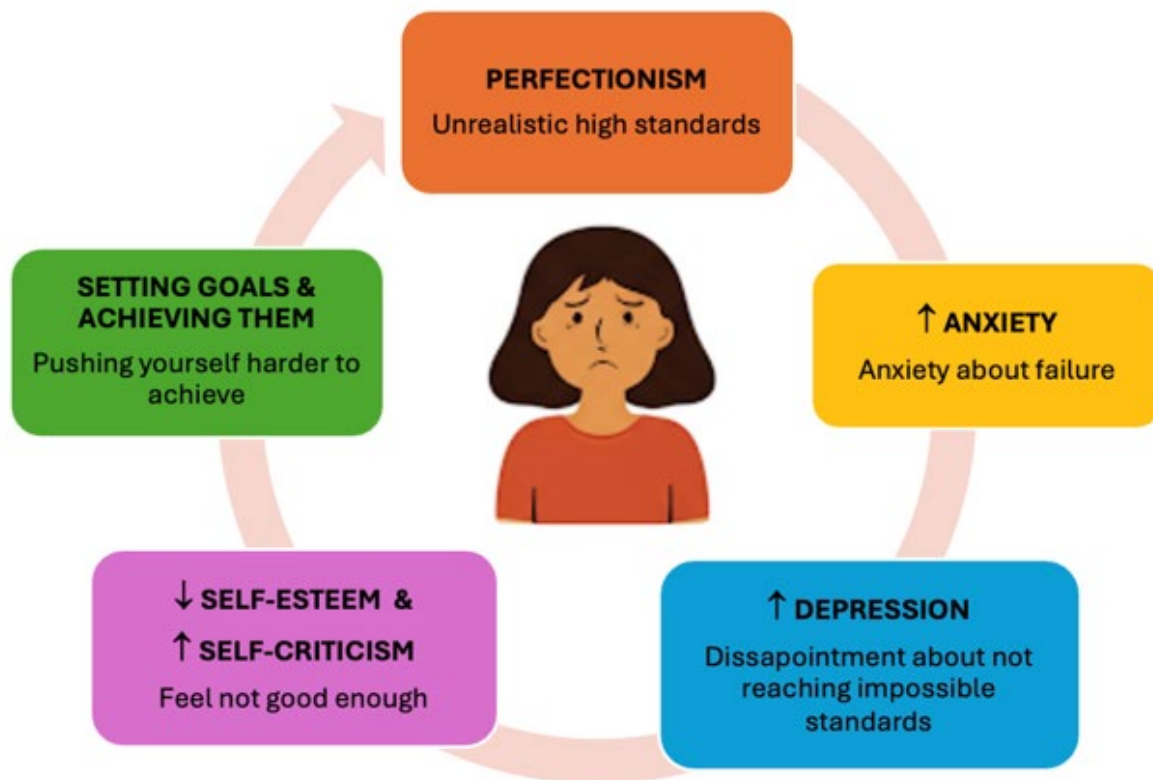 PERFECTIONISM
Unrealistic high standards
↑ ANXIETY
Anxiety about failure
↑ DEPRESSION
Dissapointment about not
reaching impossible
standards
↓ SELF-ESTEEM &
↑ SELF-CRITICISM
Feel not good enough
SETTING GOALS &
ACHIEVING THEM
Pushing yourself harder to
achieve